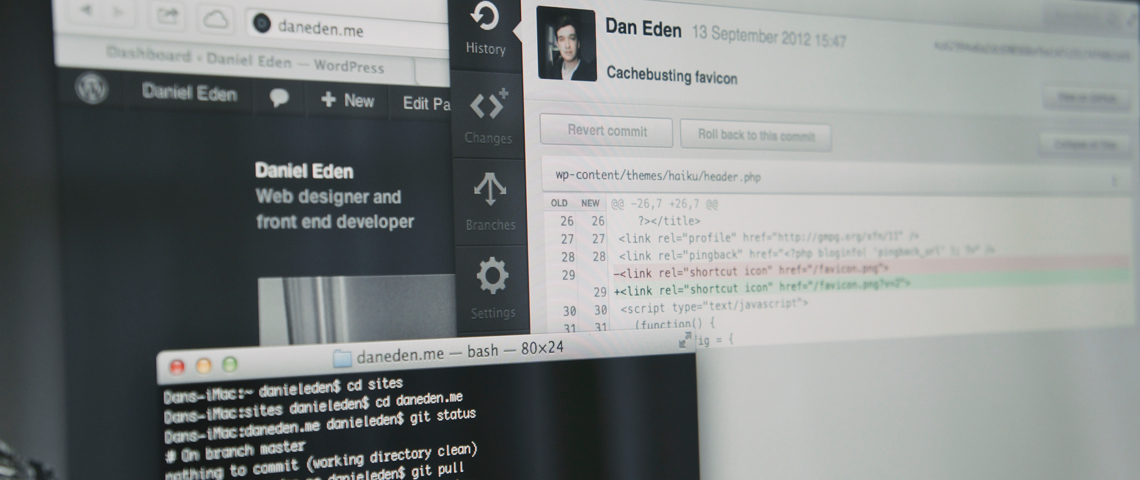 daneden.me
Dashboard ‹ Daniel Eden — WordPress
Daniel Eden
+ New
Edit Pa
Daniel Eden
Web designer and
front end developer
History
Changes
Branches
Settings
Dan Eden 13 September 2012 15:47
Cachebusting favicon
Revert commit
Roll back to this commit
wp-content/themes/haiku/header.php
OLD NEW @@ -26,7 +26,7 @@
26 26 ?></title>
27 27 <link rel="profile" href="http://gmpg.org/xfn/11" />
28 28 <link rel="pingback" href="<?php bloginfo( 'pingback_url' ); ?>" />
29 -<link rel="shortcut icon" href="/favicon.png">
29 +<link rel="shortcut icon" href="/favicon.png?v=2">
30 30 <script type="text/javascript">
31 31 (function() {
ig = {
daneden.me — bash — 80×24
Dans-iMac:~ danieleden$ cd sites
Dans-iMac:sites danieleden$ cd daneden.me
Dans-iMac:daneden.me danieleden$ git status
# On branch master
nothing to commit (working directory clean)
danieleden$ git pull